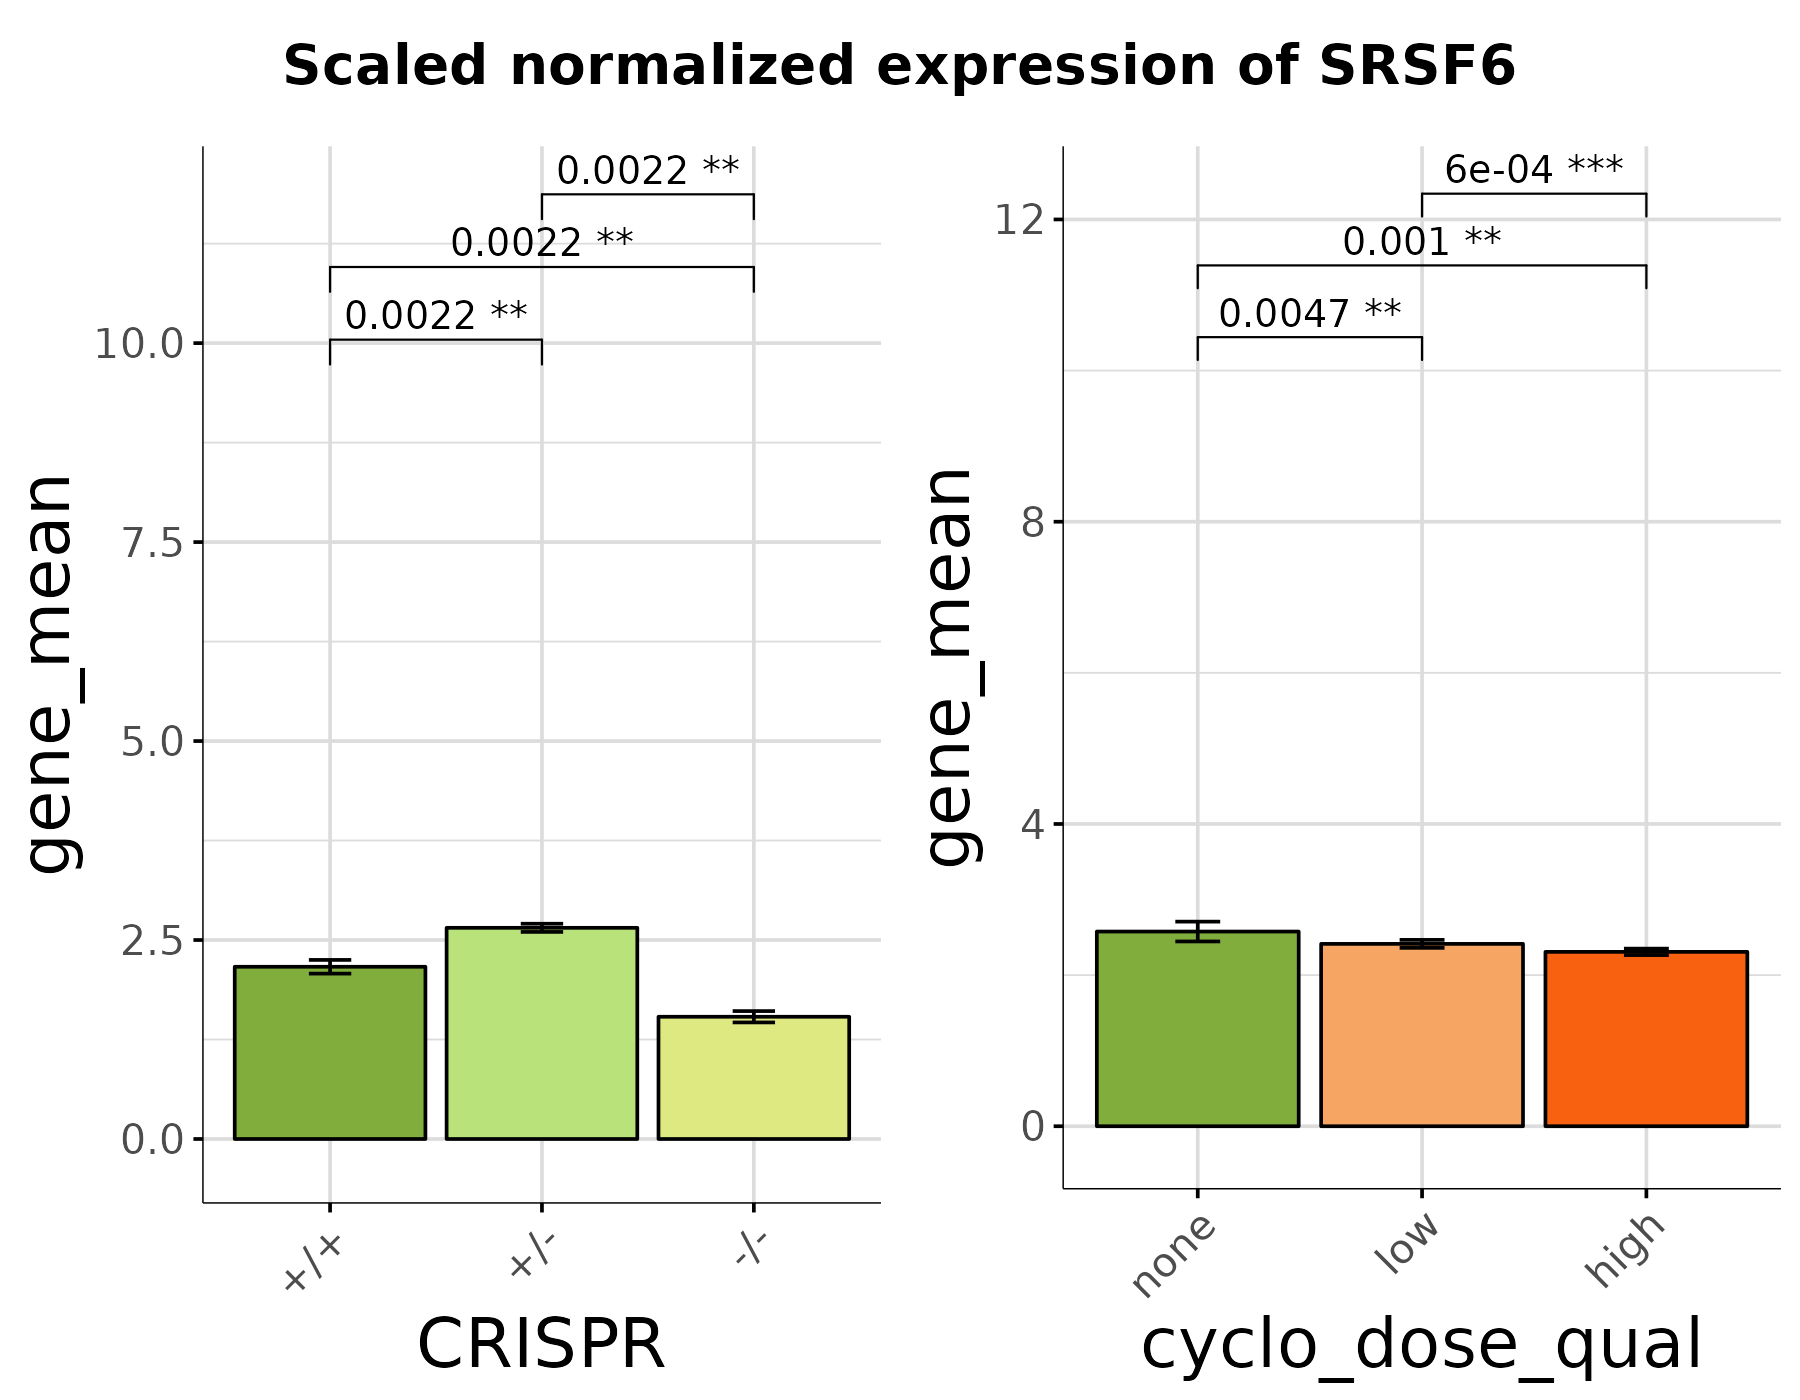 Scaled normalized expression of SRSF6
gene_mean
10.0
7.5
5.0
2.5
0.0
0.0022 **
0.0022 **
0.0022 **
+/+
+/-
-/-
CRISPR
gene_mean
12
8
4
0
6e-04 ***
0.001 **
0.0047 **
none
low
high
cyclo_dose_qual